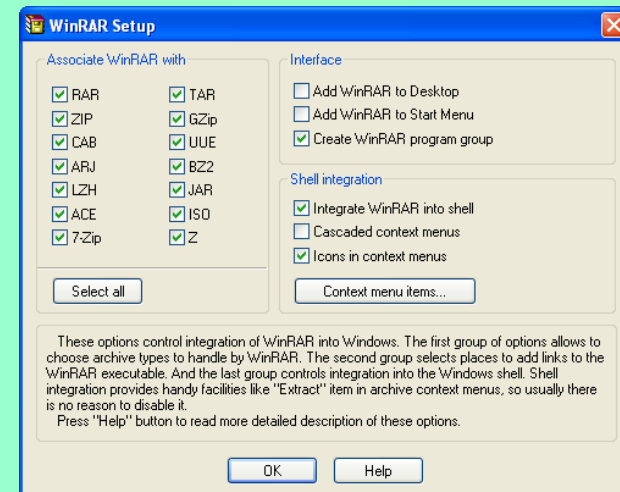 WinRAR Setup
Associate WinRAR with
RAR
ZIP
CAB
ARJ
LZH
ACE
7-Zip
TAR
GZip
UUE
BZ2
JAR
ISO
Z
Select all
Interface
Add WinRAR to Desktop
Add WinRAR to Start Menu
Create WinRAR program group
Shell integration
Integrate WinRAR into shell
Cascaded context menus
Icons in context menus
Context menu items...
These options control integration of WinRAR into Windows. The first group of options allows to
choose archive types to handle by WinRAR. The second group selects places to add links to the
WinRAR executable. And the last group controls integration into the Windows shell. Shell
integration provides handy facilities like "Extract" item in archive context menus, so usually there
is no reason to disable it.
Press "Help" button to read more detailed description of these options.
OK
Help